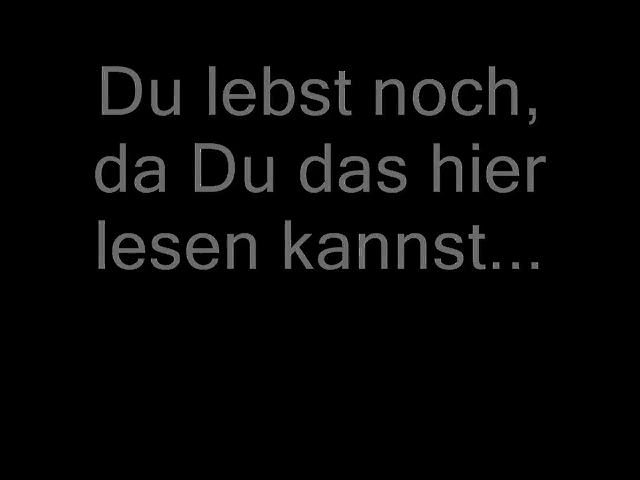 Du lebst noch,
da Du das hier
lesen kannst...